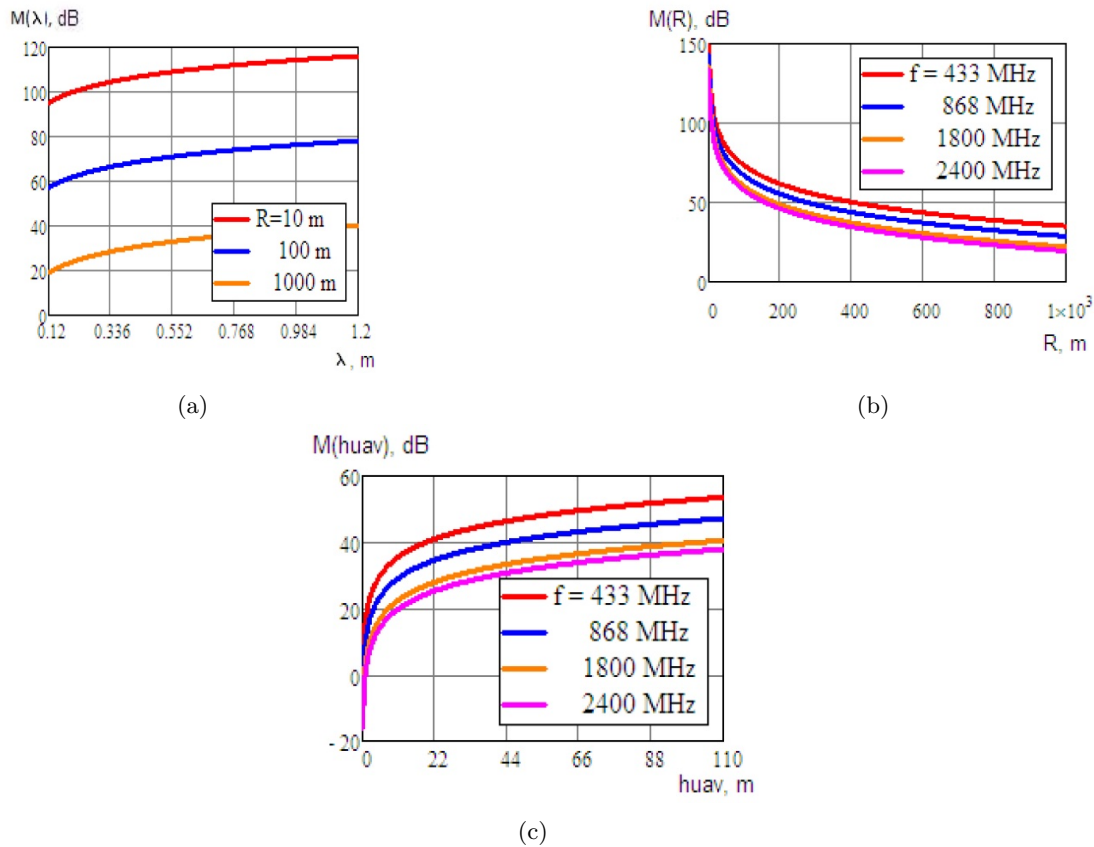 M(λ), dB
120
100
80
60
40
20
0
R=10 m
100 m
1000 m
0.12 0.336 0.552 0.768 0.984 1.2
λ, m
(a)
M(R), dB
150
100
50
0
f = 433 MHz
868 MHz
1800 MHz
2400 MHz
0 200 400 600 800 1×10³
R, m
(b)
M(huav), dB
60
40
20
0
-20
f = 433 MHz
868 MHz
1800 MHz
2400 MHz
0 22 44 66 88 110
huav, m
(c)